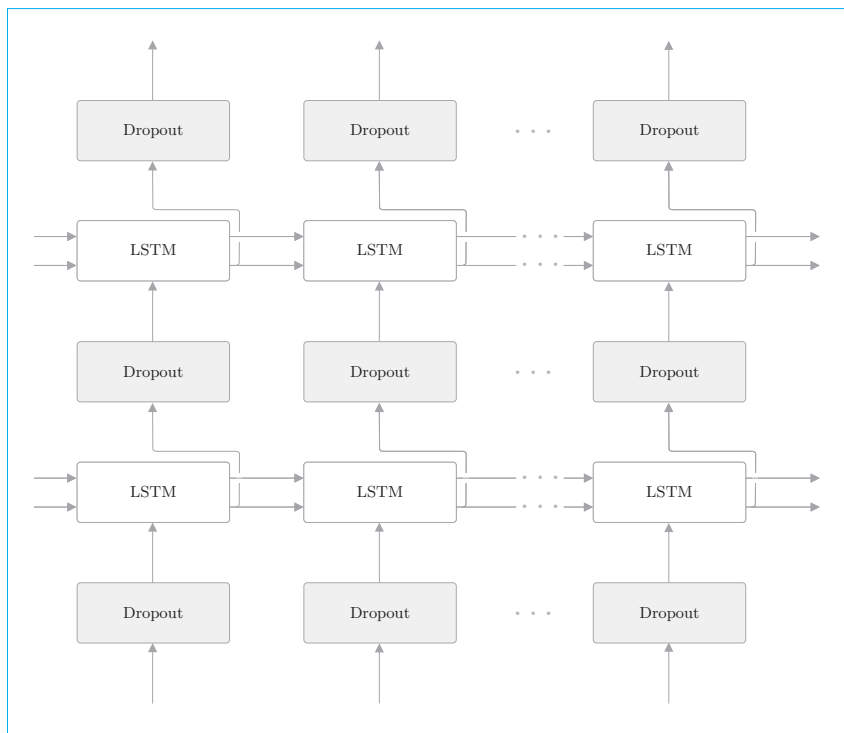 Dropout Dropout . . . Dropout
LSTM LSTM . . . LSTM
. . .
Dropout Dropout . . . Dropout
LSTM LSTM . . . LSTM
. . .
Dropout Dropout . . . Dropout